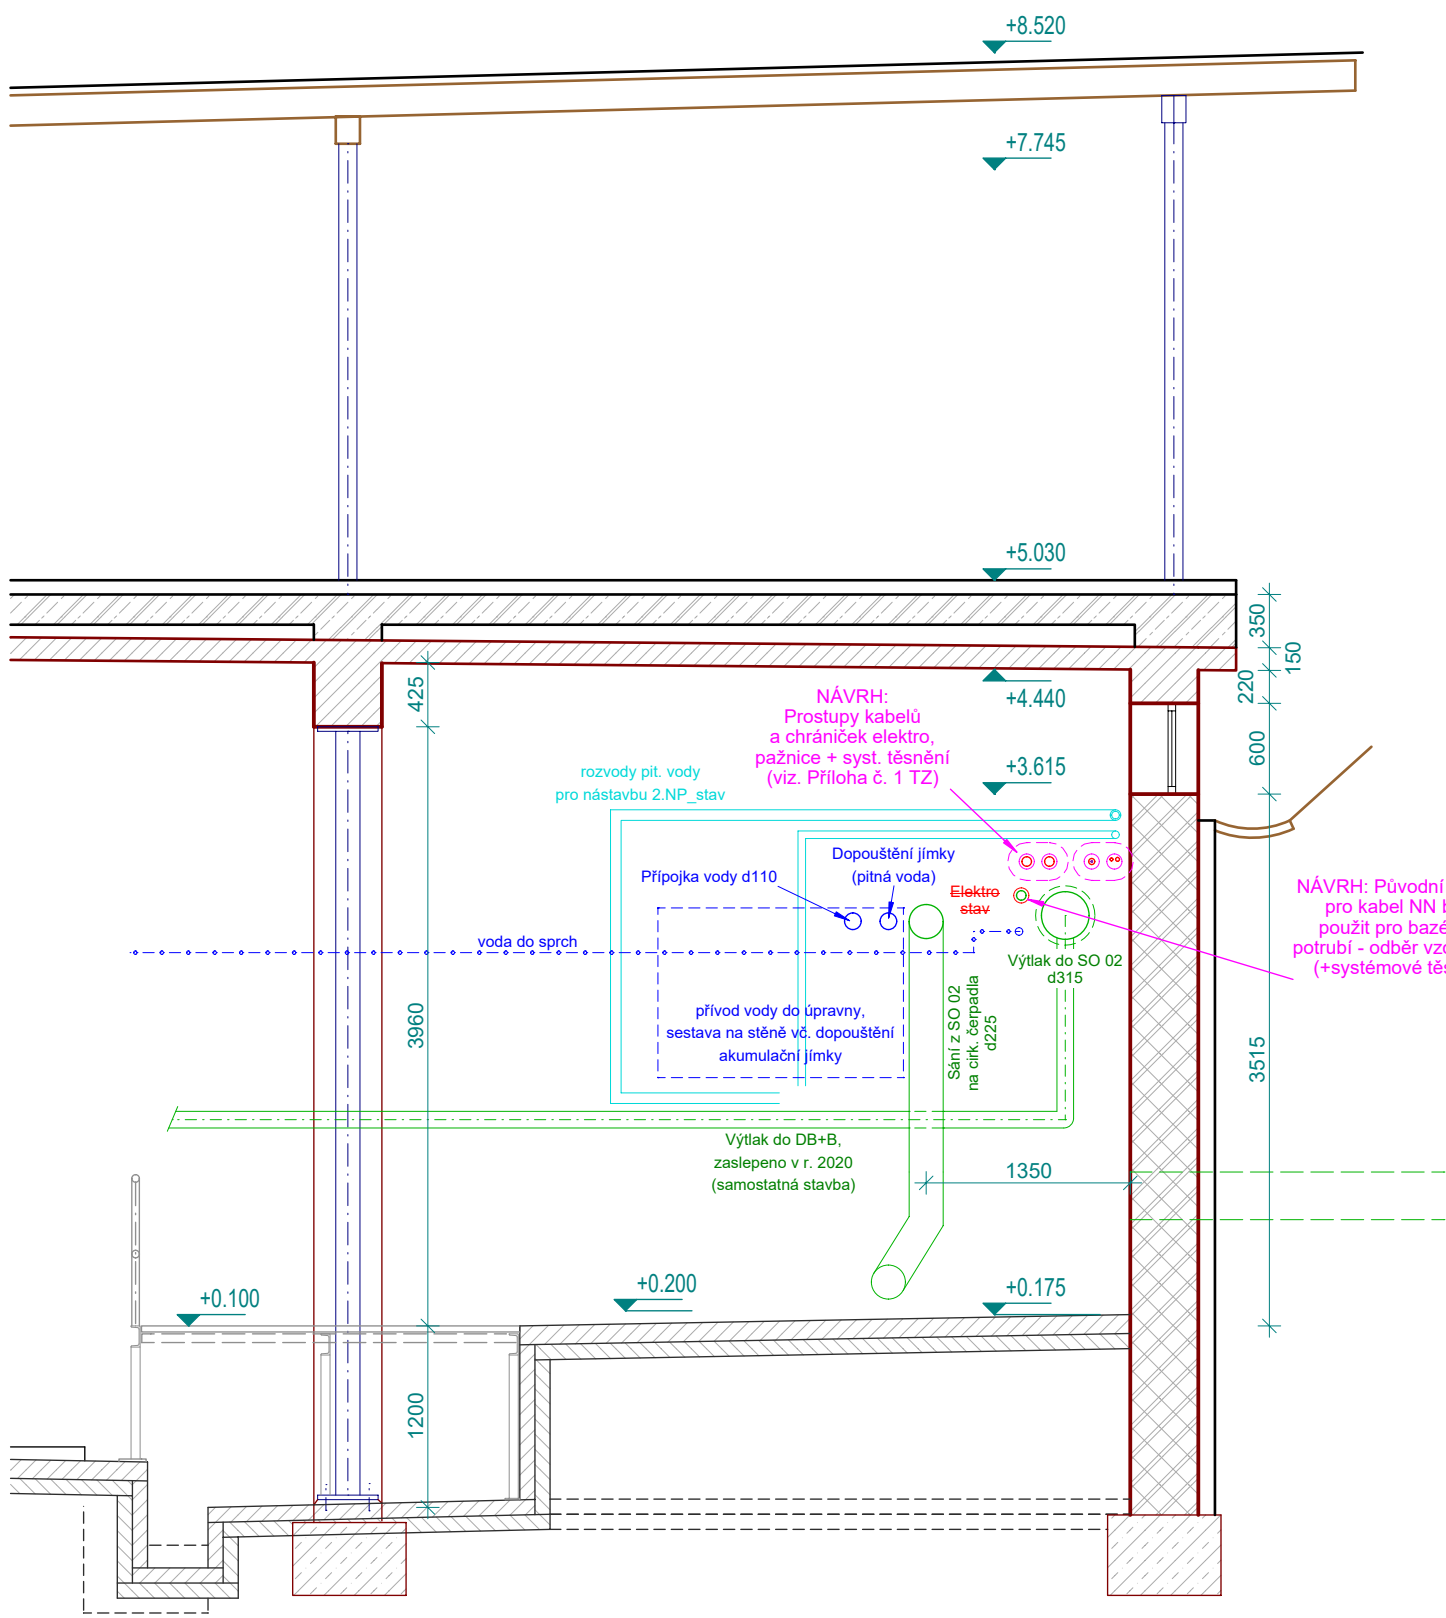 +8.520
+7.745
+5.030
350
150
220
425
+4.440
NÁVRH:
Prostupy kabelů
a chrániček elektro,
pažnice + syst. těsnění
(viz. Příloha č. 1 TZ)
600
+3.615
rozvody pit. vody
pro nástavbu 2.NP_stav
Dopouštění jímky
(pitná voda)
Přípojka vody d110
Elektro
stav
NÁVRH: Původní
pro kabel NN b
použit pro bazé
potrubí - odběr vzo
(+systémové těs
voda do sprch
Výtlak do SO 02
d315
3960
přívod vody do úpravny,
sestava na stěně vč. dopouštění
akumulační jímky
Sání z SO 02
na cirk. čerpadla
d225
3515
Výtlak do DB+B,
zaslepeno v r. 2020
(samostatná stavba)
1350
+0.100
+0.200
+0.175
1200